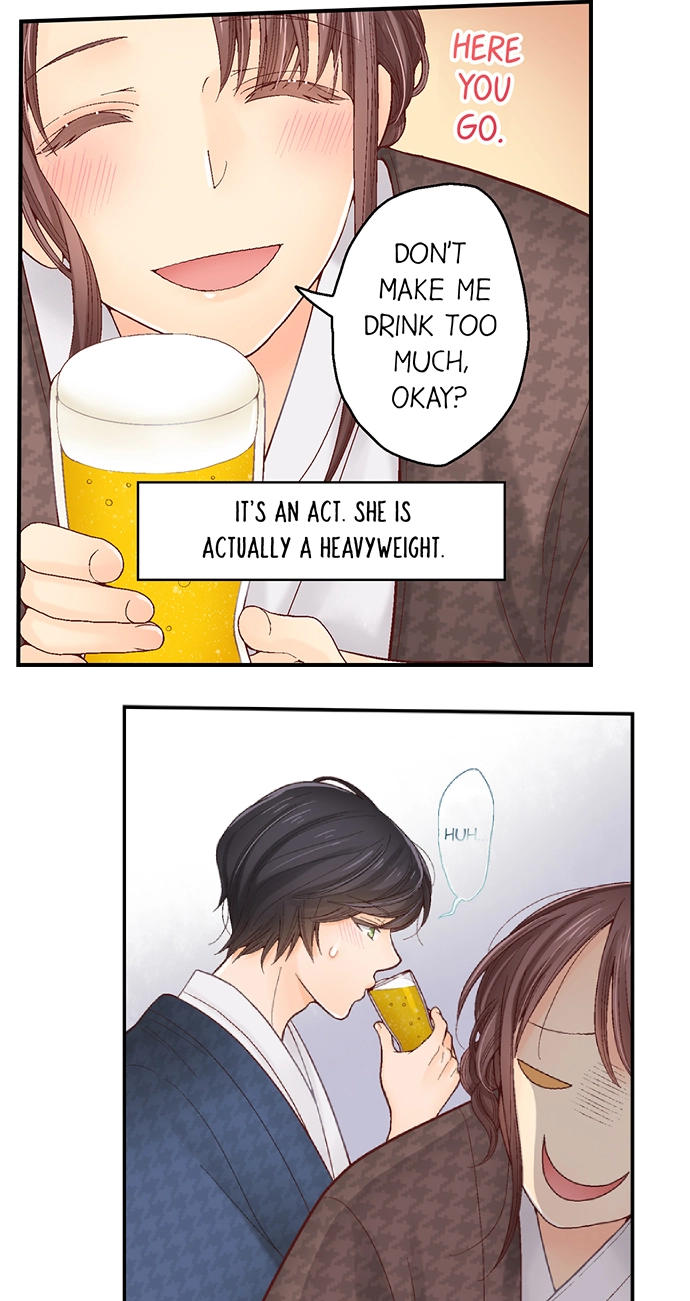 HERE
YOU
GO.
DON'T
MAKE ME
DRINK TOO
MUCH,
OKAY?
IT'S AN ACT. SHE IS
ACTUALLY A HEAVYWEIGHT.
HUH...